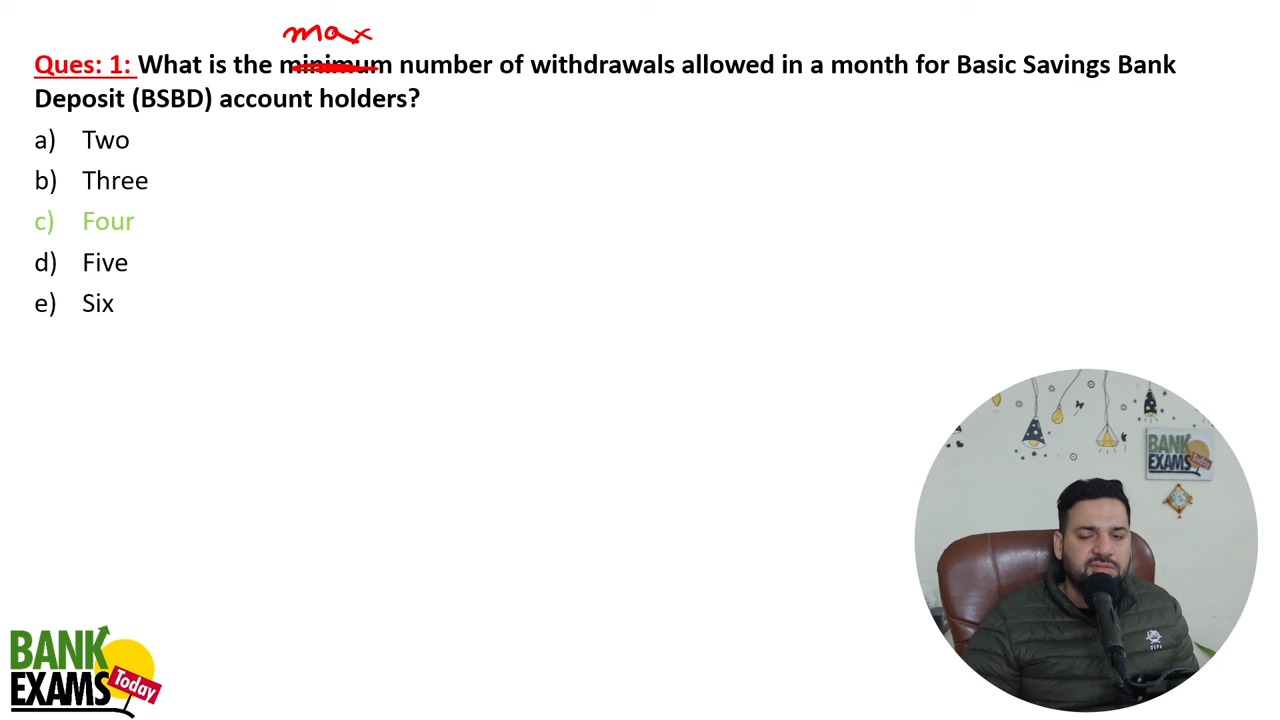 max
Ques: 1: What is the minimum number of withdrawals allowed in a month for Basic Savings Bank
Deposit (BSBD) account holders?
a) Two
b) Three
c) Four
d) Five
e) Six
BANK
EXAMS
Today
BANK
EXAMS
Today